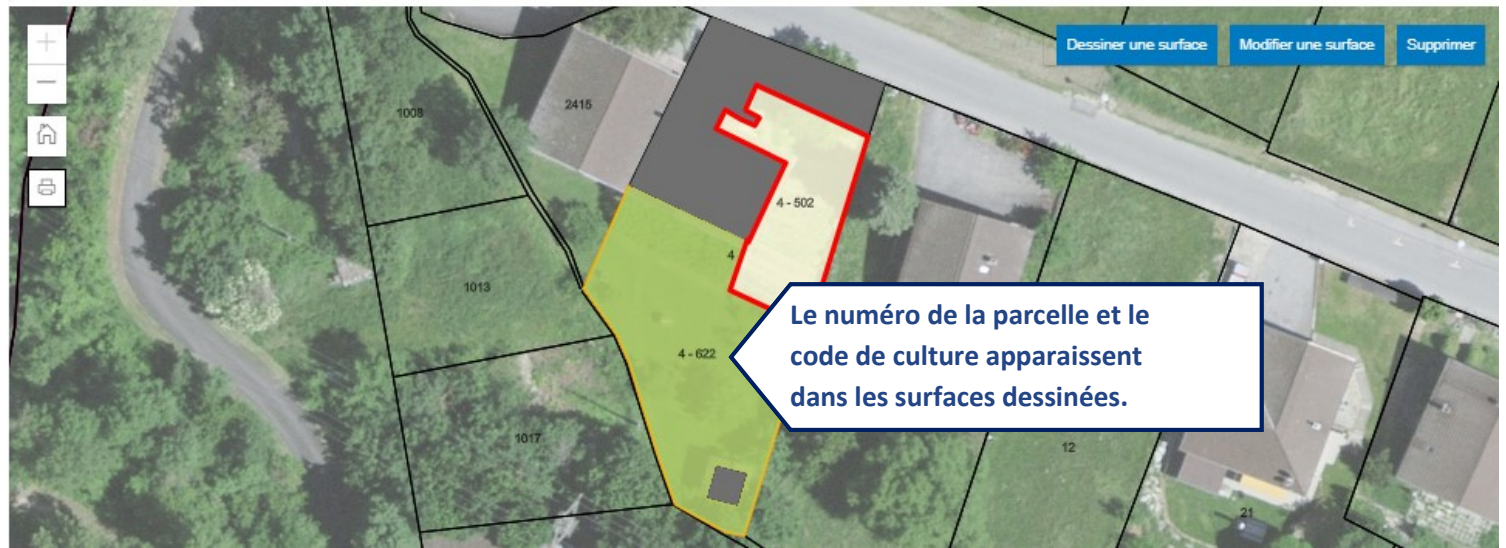 Dessiner une surface
Modifier une surface
Supprimer
1008
2415
4 - 502
1013
4
4 - 622
Le numéro de la parcelle et le
code de culture apparaissent
dans les surfaces dessinées.
1017
12
21